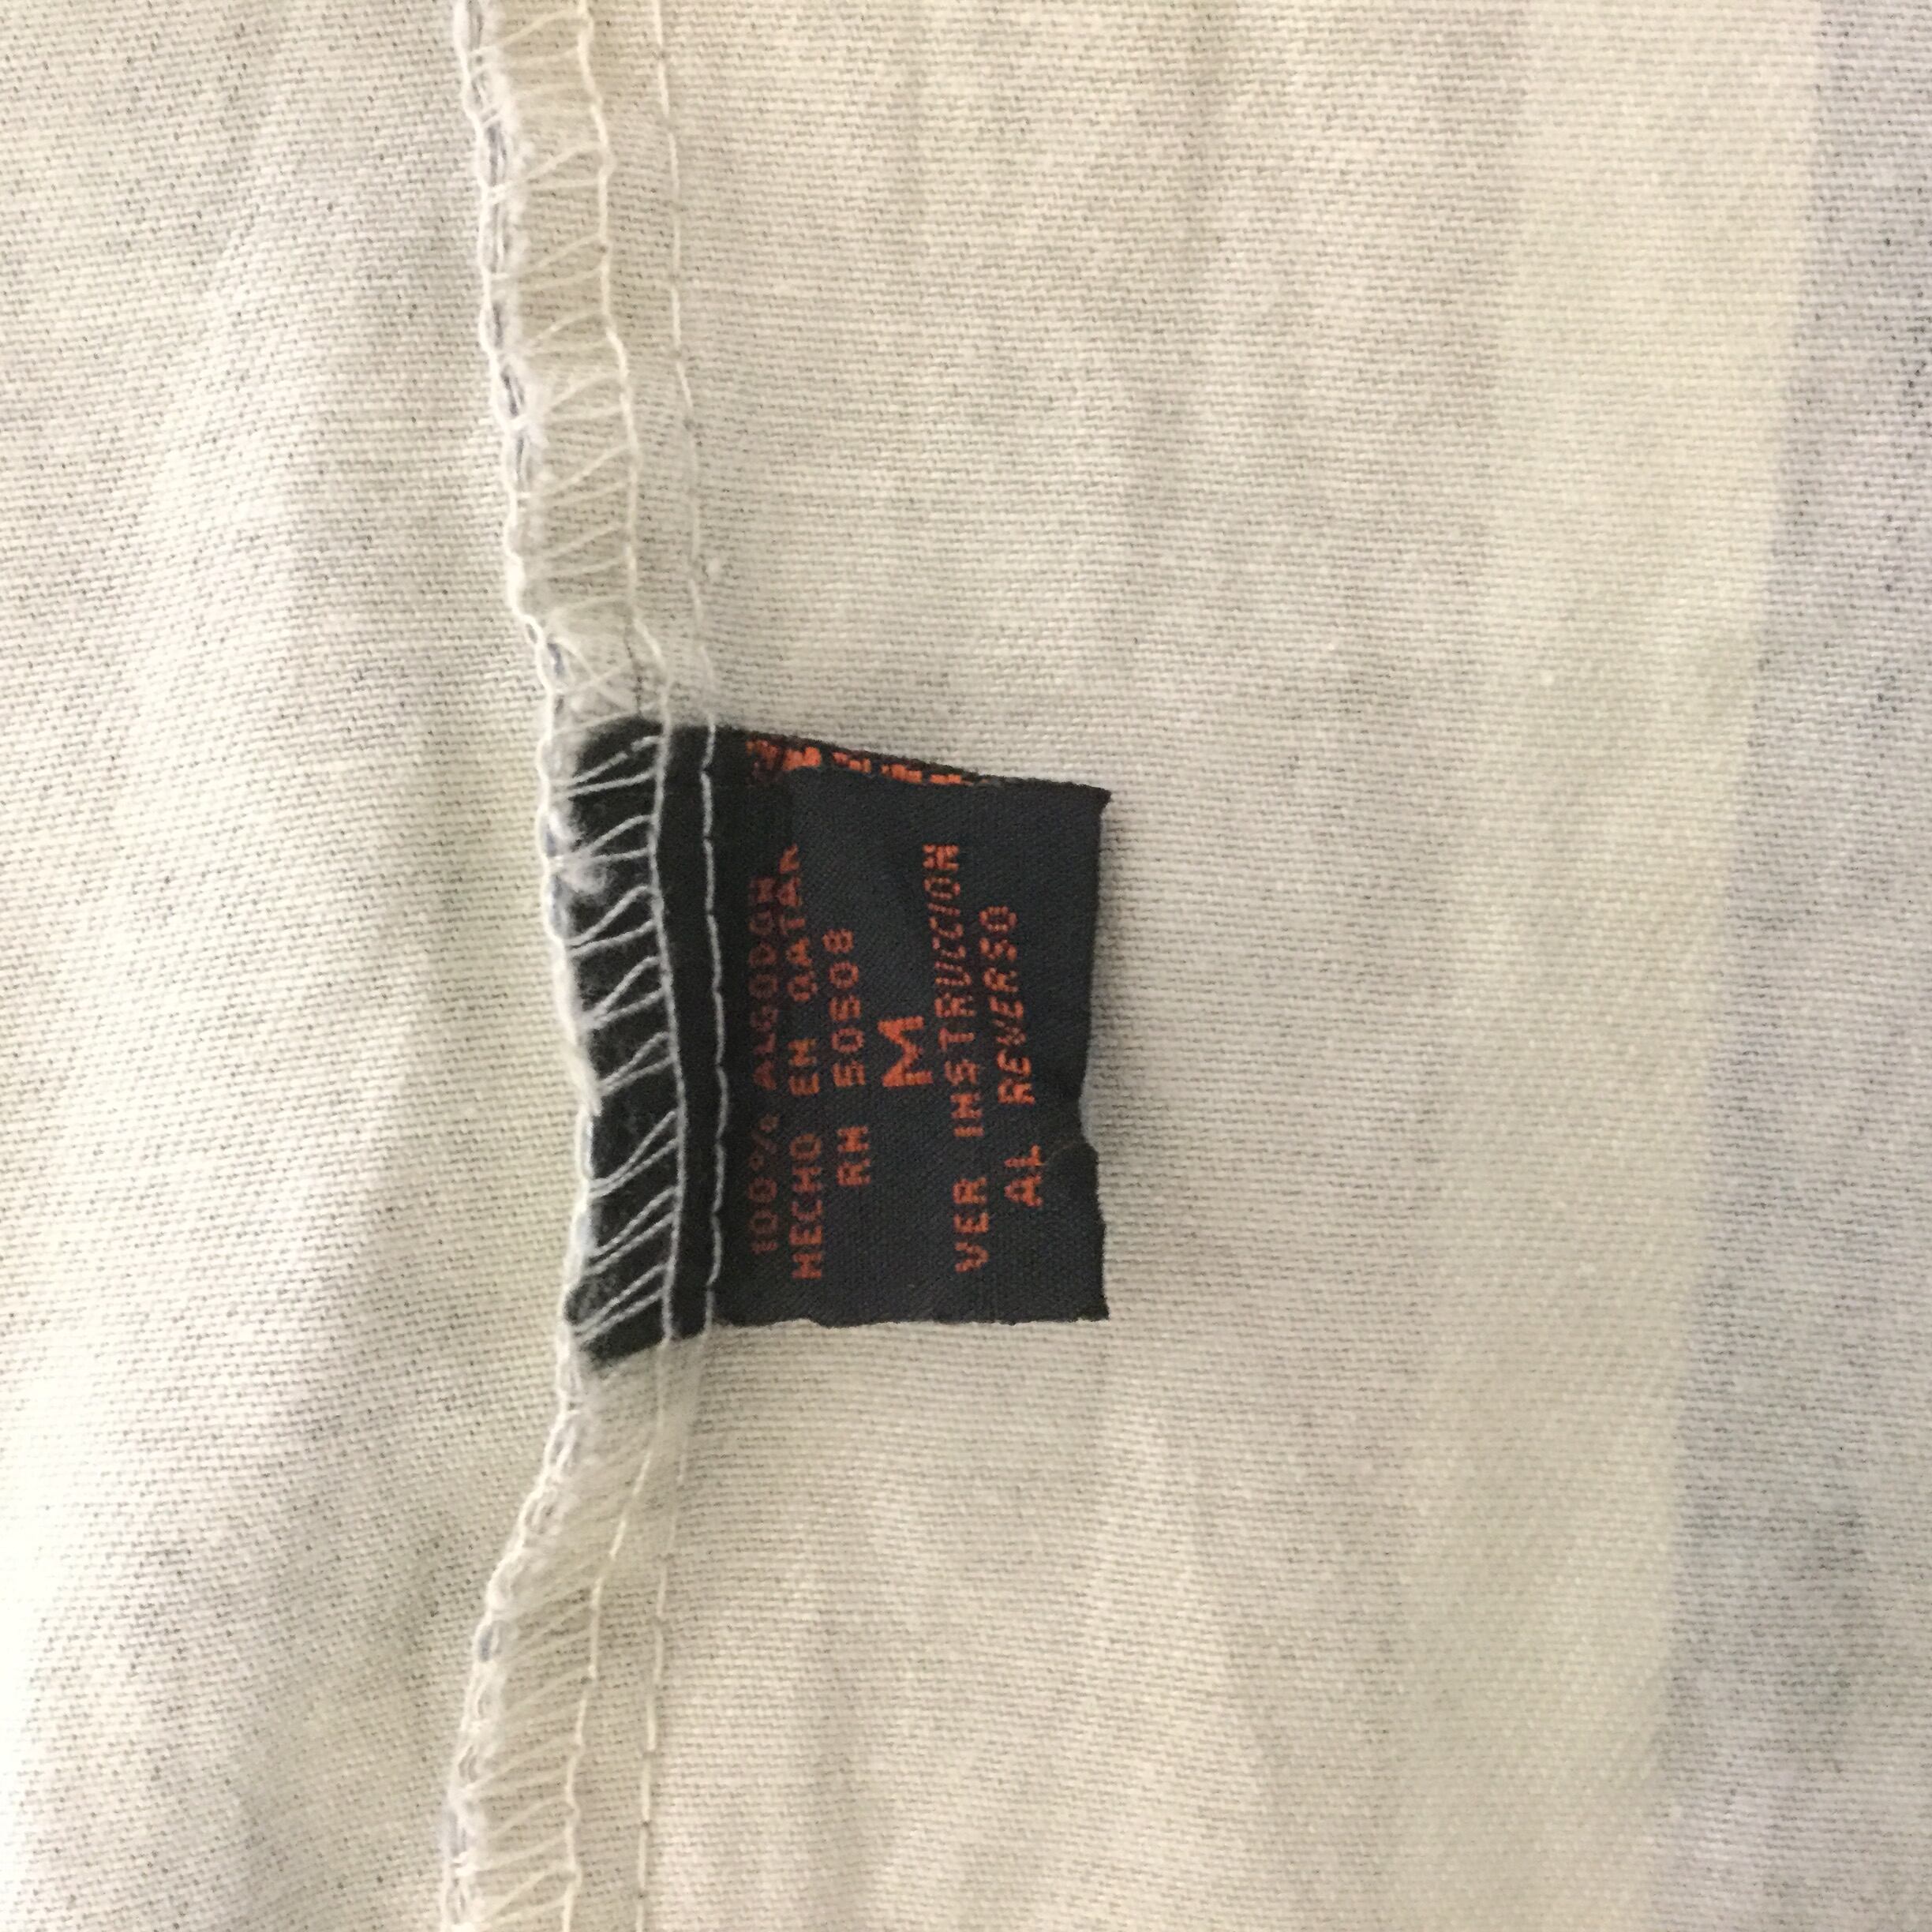 100% ALGODON
HECHO EN QATAR
RN 50508
M
VER INSTRUCCION
AL REVERSO